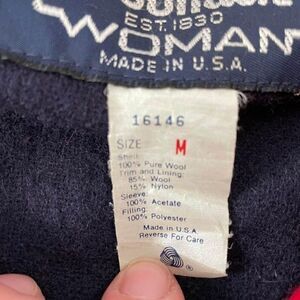 EST. 1830
WOMAN
MADE IN U.S.A.
16146
SIZE M
Shell:
100% Pure Wool
Trim and Lining:
85% Wool
15% Nylon
Sleeve:
100% Acetate
Filling:
100% Polyester
Made in U.S.A
Reverse For Care
®